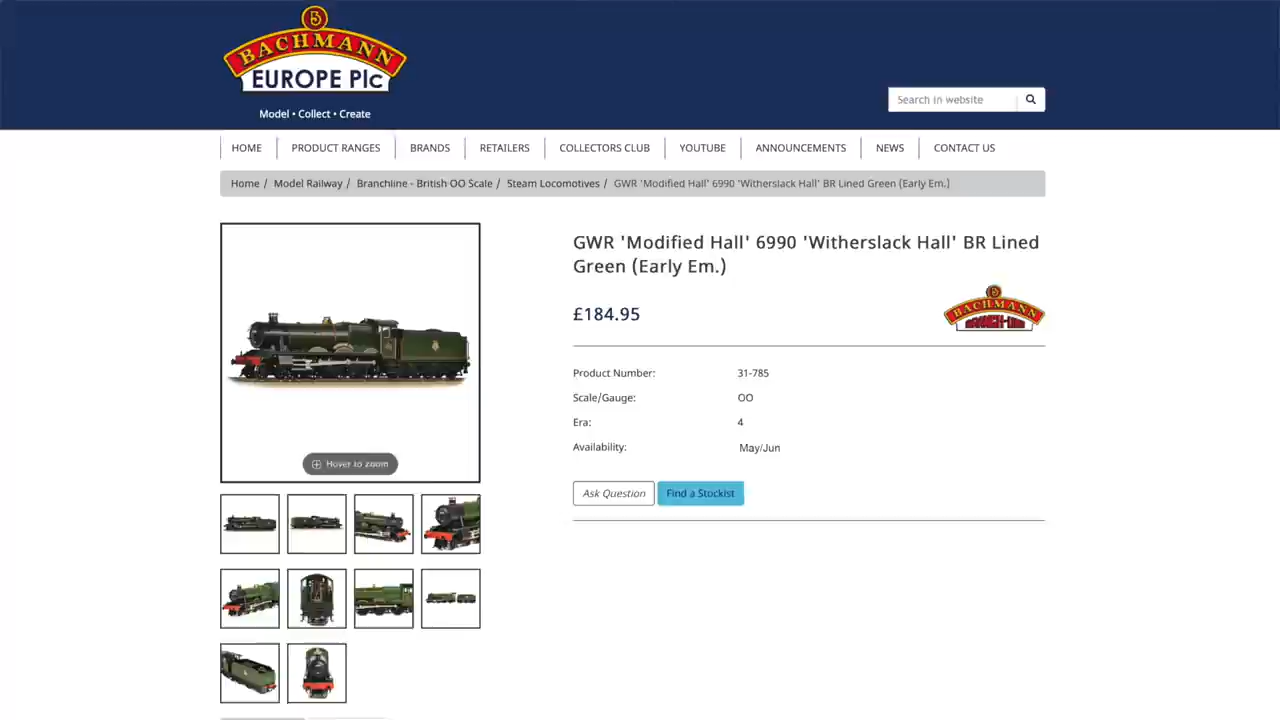 BACHMANN
EUROPE Plc
Model • Collect • Create
Search in website
HOME
PRODUCT RANGES
BRANDS
RETAILERS
COLLECTORS CLUB
YOUTUBE
ANNOUNCEMENTS
NEWS
CONTACT US
Home / Model Railway / Branchline - British OO Scale / Steam Locomotives / GWR 'Modified Hall' 6990 'Witherslack Hall' BR Lined Green (Early Em.)
GWR 'Modified Hall' 6990 'Witherslack Hall' BR Lined
Green (Early Em.)
£184.95
BACHMANN
BRANCH-LINE
Product Number: 31-785
Scale/Gauge: OO
Era: 4
Availability: May/Jun
Hover to zoom
Ask Question
Find a Stockist